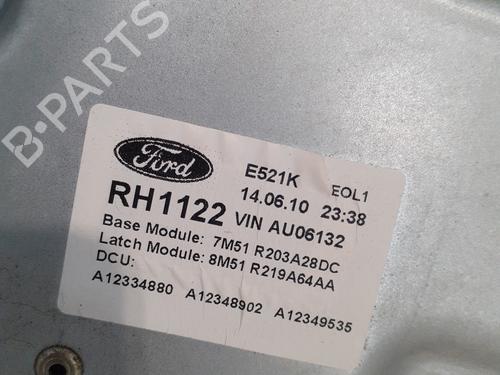 B-PARTS
Ford
E521K EOL1
14.06.10 23:38
RH1122 VIN AU06132
Base Module: 7M51 R203A28DC
Latch Module: 8M51 R219A64AA
DCU:
A12334880 A12348902 A12349535